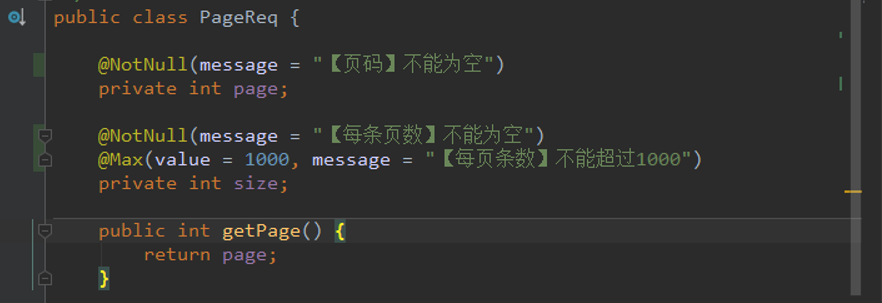 public class PageReq {
@NotNull(message = "【页码】不能为空")
private int page;
@NotNull(message = "【每条页数】不能为空")
@Max(value = 1000, message = "【每页条数】不能超过1000")
private int size;
public int getPage() {
return page;
}